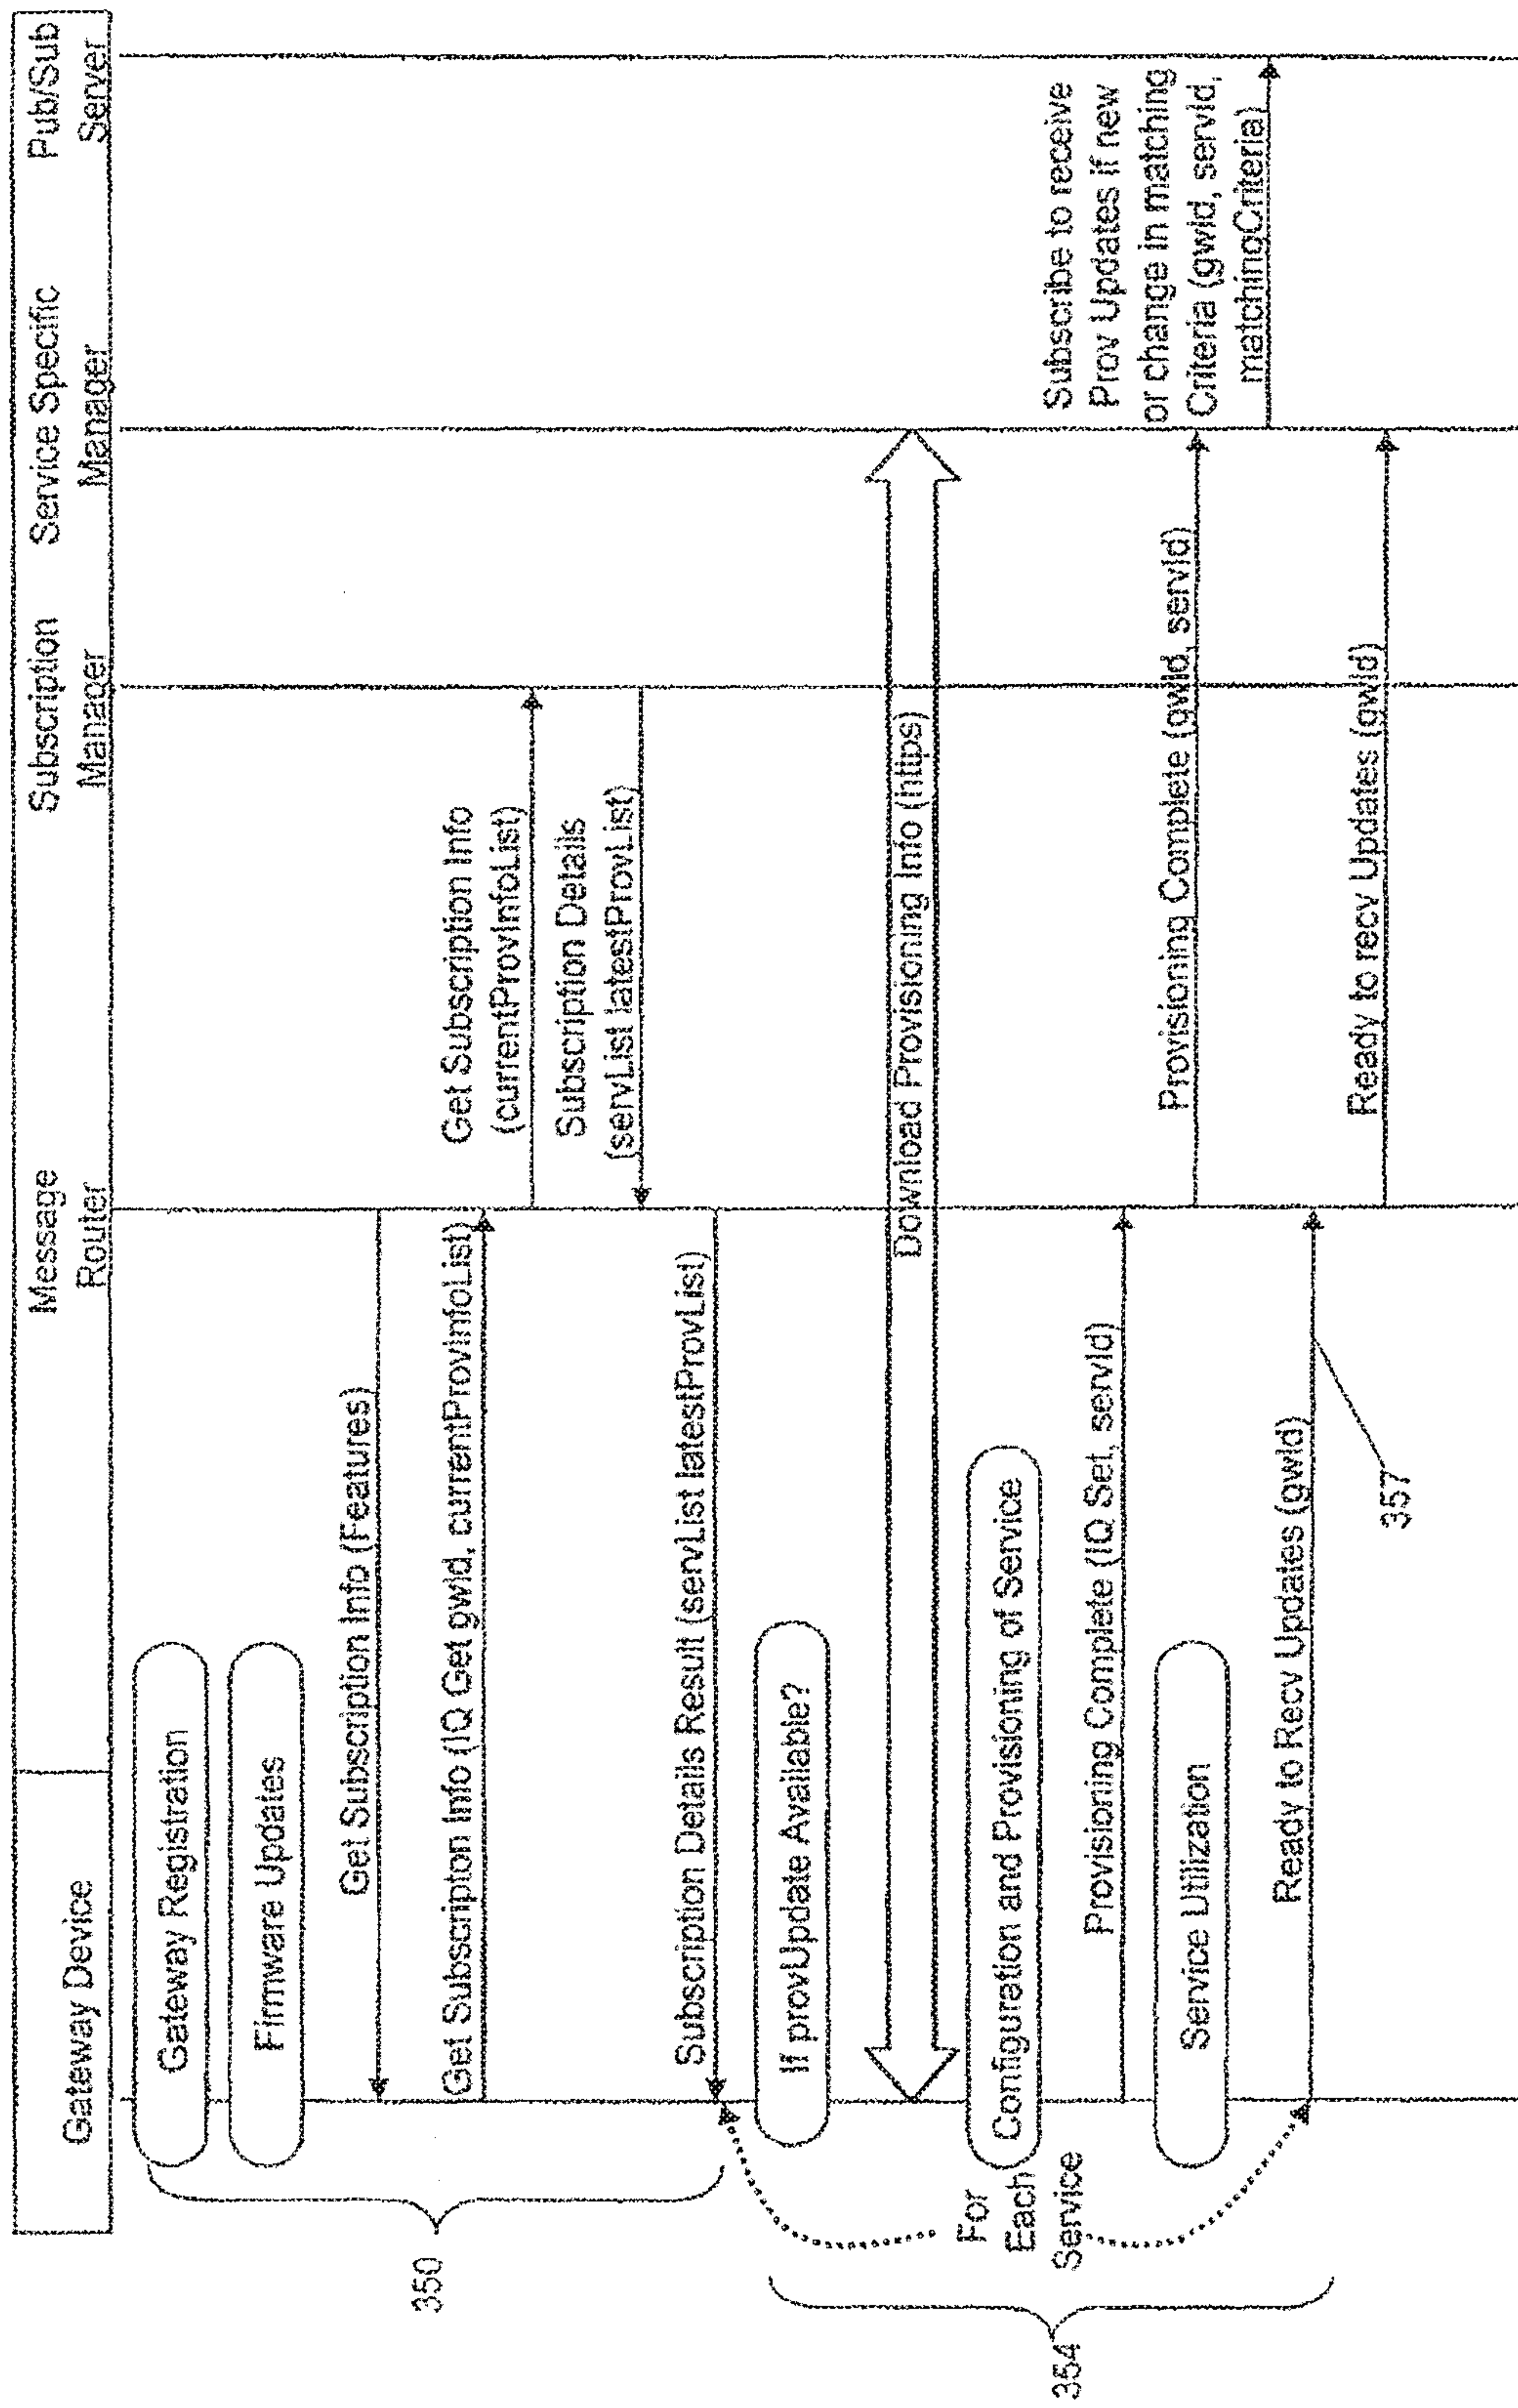 Gateway Device
Message
Router
Subscription
Manager
Service Specific
Manager
Pub/Sub
Server
Gateway Registration
Firmware Updates
Get Subscription Info (Features)
Get Subscripton Info (IQ Get gwId, currentProvInfoList)
Get Subscription Info
(currentProvInfoList)
Subscription Details
(servList latestProvList)
Subscription Details Result (servList latestProvList)
350
If provUpdate Available?
Download Provisioning Info (https)
For
Each
Service
Configuration and Provisioning of Service
Provisioning Complete (IQ Set, servId)
Provisioning Complete (gwId, servId)
Subscribe to receive
Prov Updates if new
or change in matching
Criteria (gwId, servId,
matchingCriteria)
Service Utilization
Ready to Recv Updates (gwId)
Ready to recv Updates (gwId)
357
354